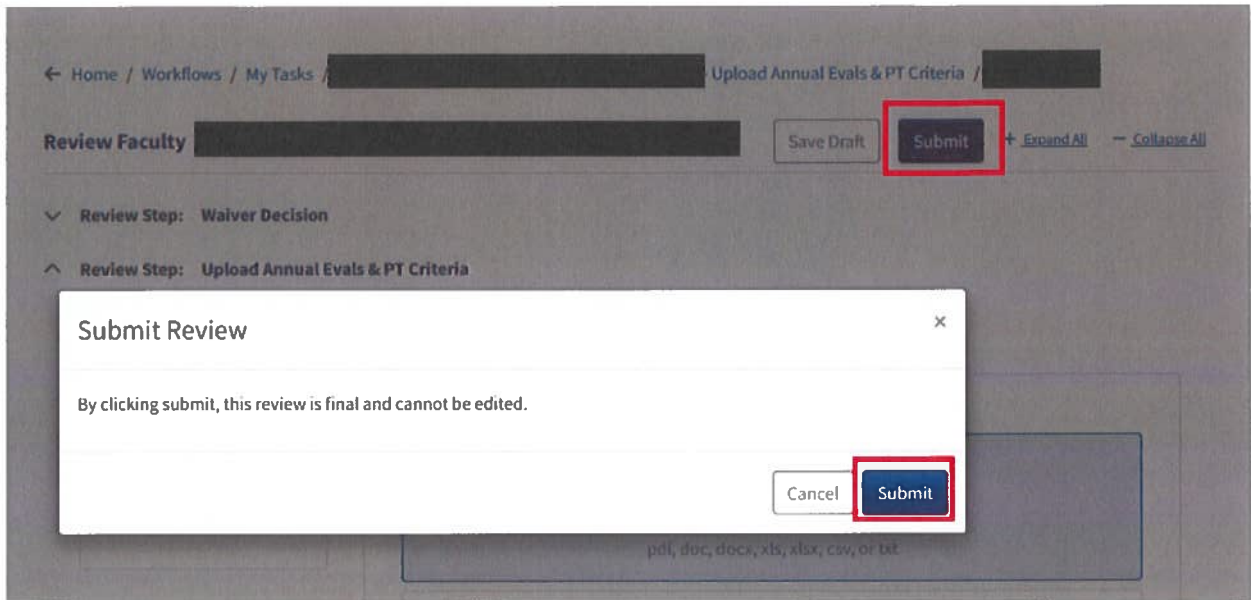 ← Home / Workflows / My Tasks / Upload Annual Evals & PT Criteria /
Review Faculty Save Draft Submit + Expand All − Collapse All
Review Step: Waiver Decision
Review Step: Upload Annual Evals & PT Criteria
Submit Review ×
By clicking submit, this review is final and cannot be edited.
Cancel Submit
pdf, doc, docx, xls, xlsx, csv, or txt